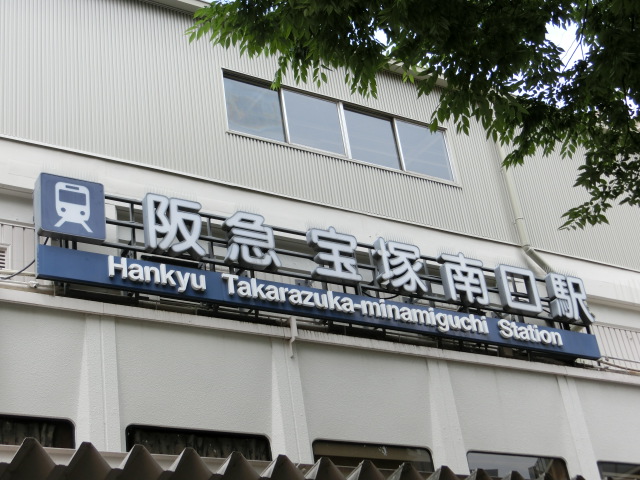 阪急 宝塚南口駅
Hankyu Takarazuka-minamiguchi Station